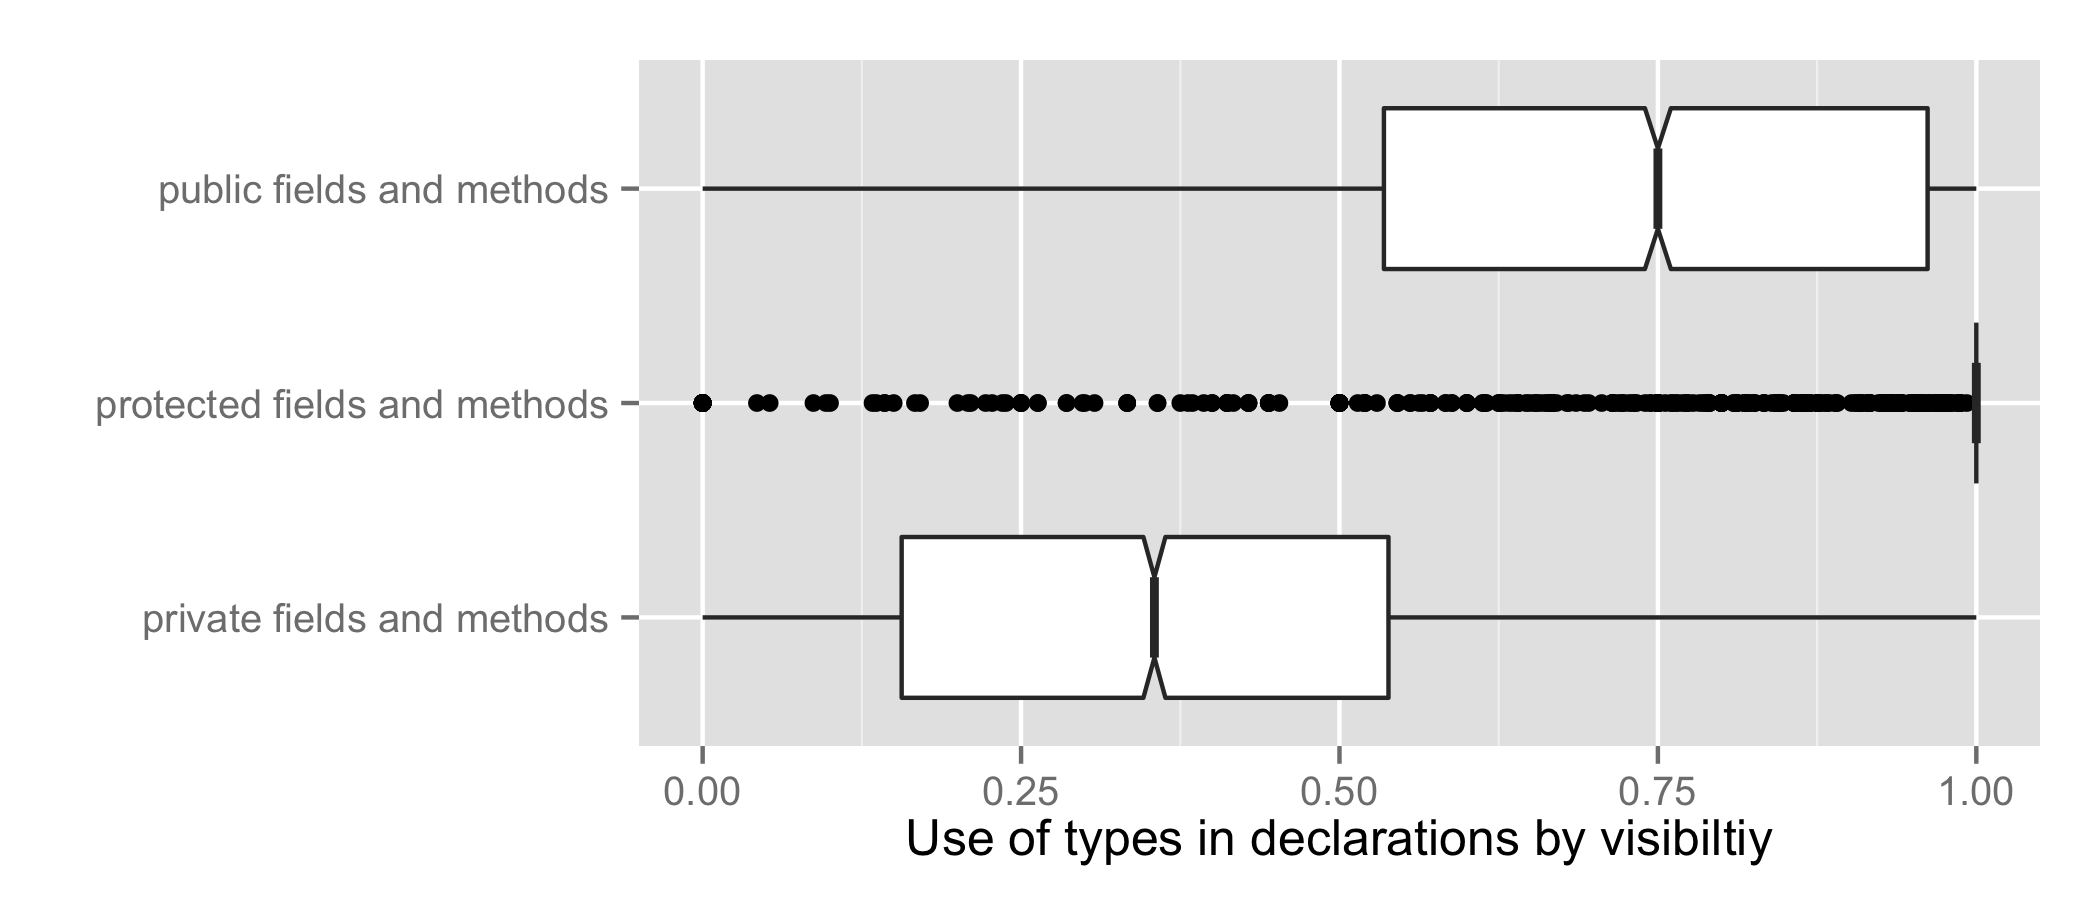 public fields and methods
protected fields and methods
private fields and methods
0.00 0.25 0.50 0.75 1.00
Use of types in declarations by visibiltiy